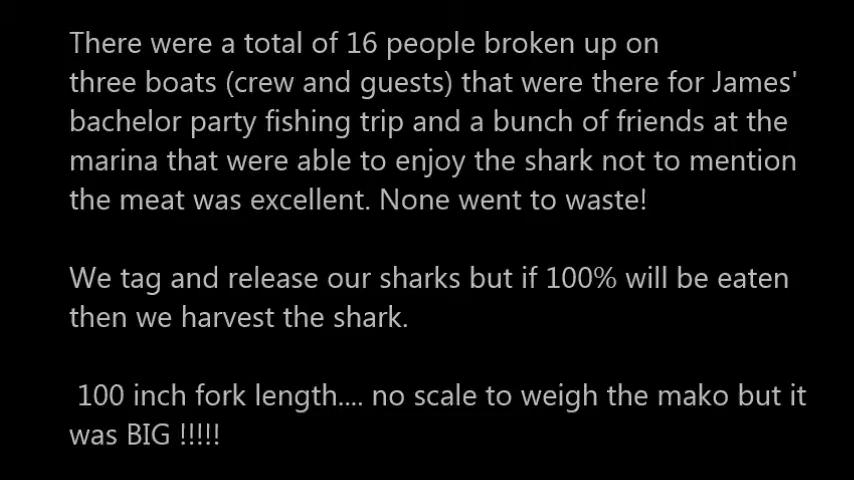 There were a total of 16 people broken up on
three boats (crew and guests) that were there for James'
bachelor party fishing trip and a bunch of friends at the
marina that were able to enjoy the shark not to mention
the meat was excellent. None went to waste!
We tag and release our sharks but if 100% will be eaten
then we harvest the shark.
100 inch fork length.... no scale to weigh the mako but it
was BIG !!!!!